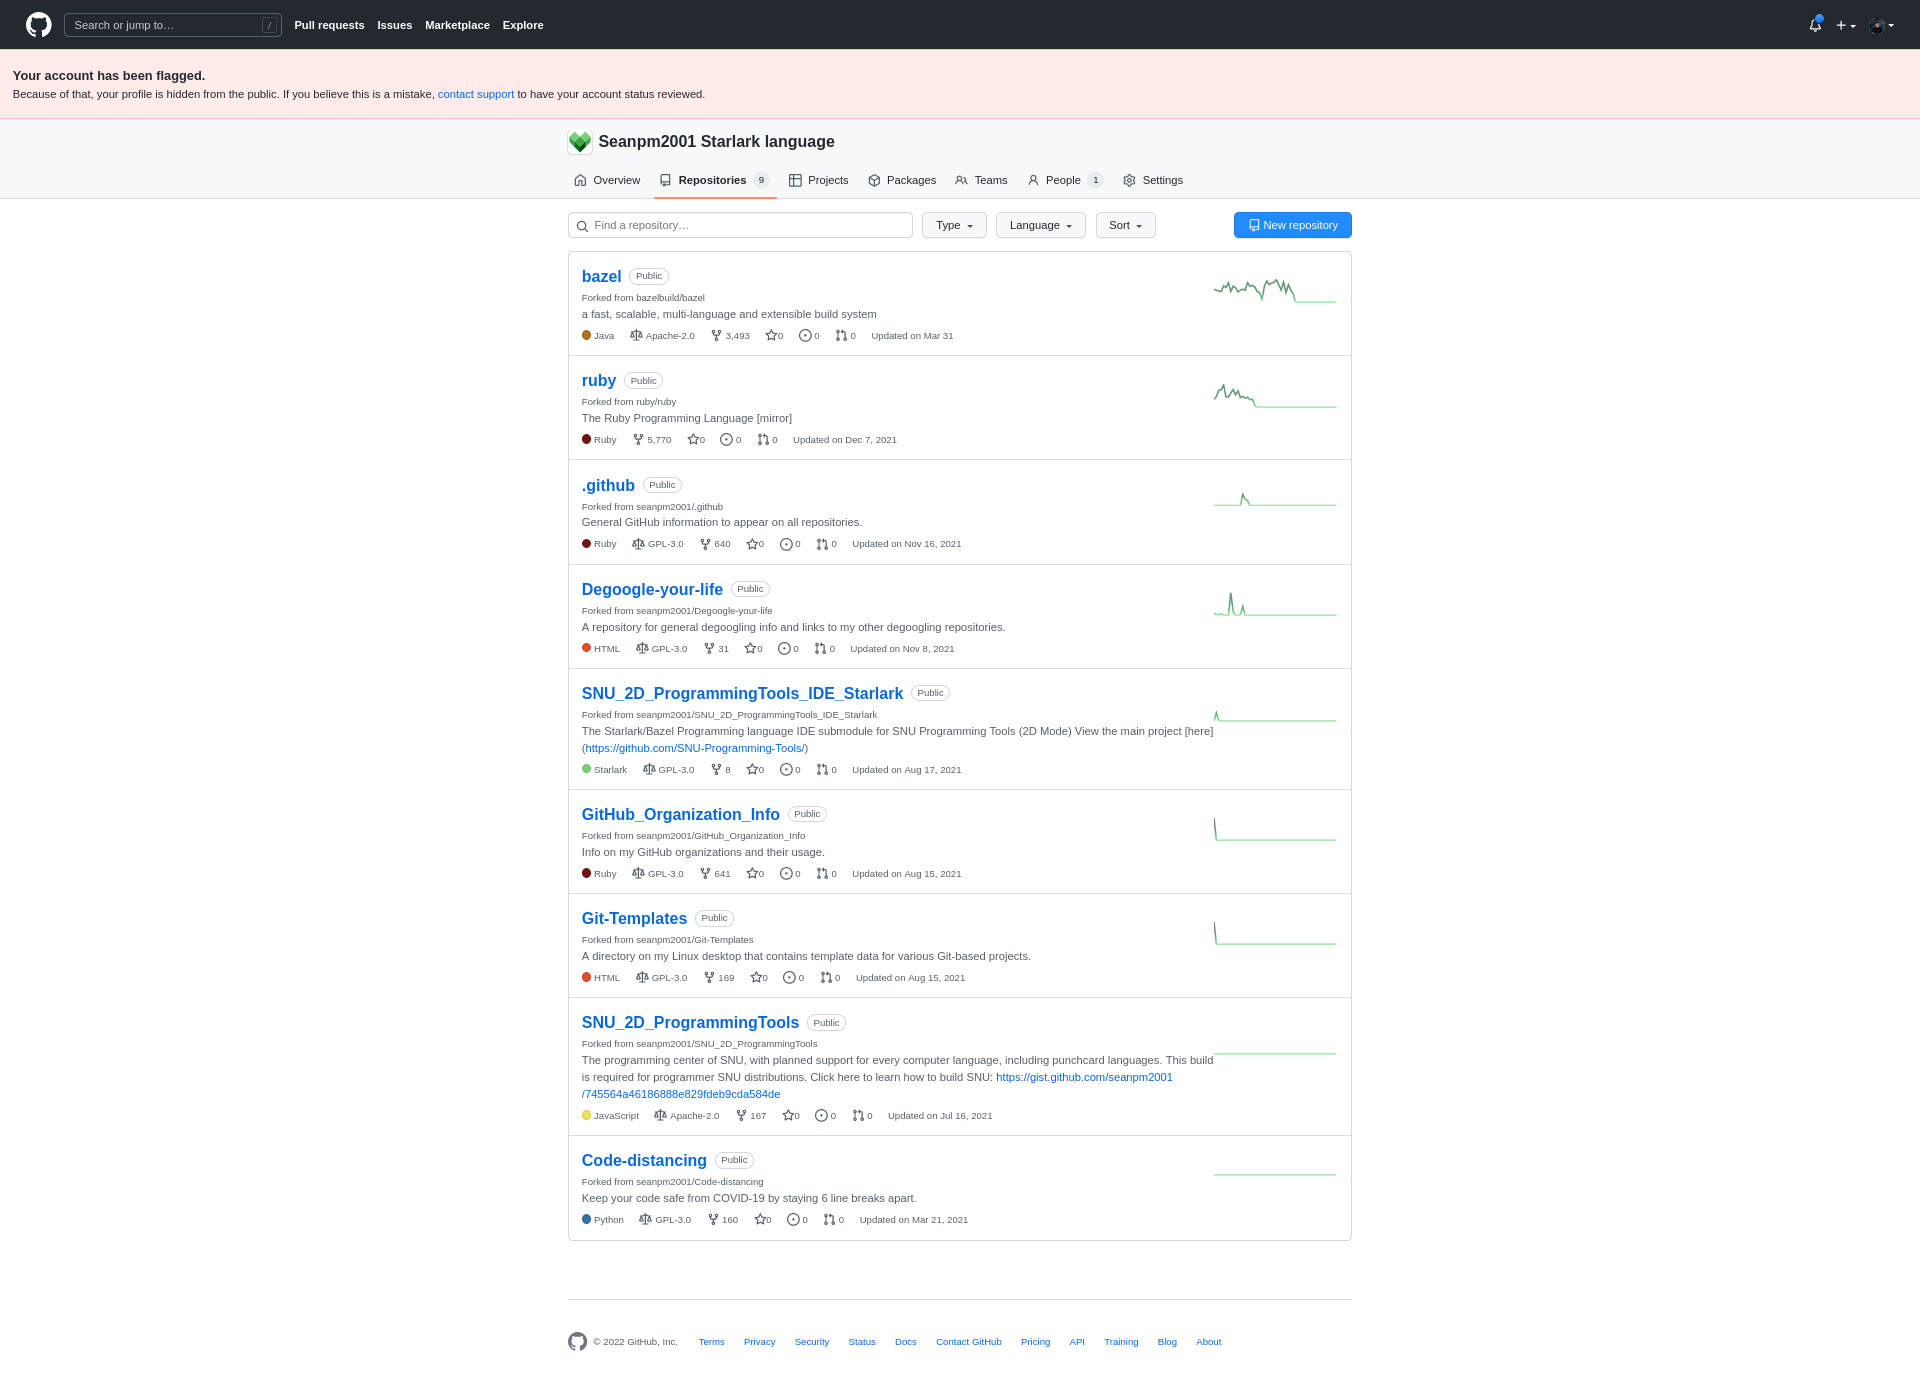 Search or jump to… /
Pull requests Issues Marketplace Explore
Your account has been flagged.
Because of that, your profile is hidden from the public. If you believe this is a mistake, contact support to have your account status reviewed.
Seanpm2001 Starlark language
Overview Repositories 9 Projects Packages Teams People 1 Settings
Find a repository… Type Language Sort New repository
bazel Public
Forked from bazelbuild/bazel
a fast, scalable, multi-language and extensible build system
Java Apache-2.0 3,493 0 0 0 Updated on Mar 31
ruby Public
Forked from ruby/ruby
The Ruby Programming Language [mirror]
Ruby 5,770 0 0 0 Updated on Dec 7, 2021
.github Public
Forked from seanpm2001/.github
General GitHub information to appear on all repositories.
Ruby GPL-3.0 640 0 0 0 Updated on Nov 16, 2021
Degoogle-your-life Public
Forked from seanpm2001/Degoogle-your-life
A repository for general degoogling info and links to my other degoogling repositories.
HTML GPL-3.0 31 0 0 0 Updated on Nov 8, 2021
SNU_2D_ProgrammingTools_IDE_Starlark Public
Forked from seanpm2001/SNU_2D_ProgrammingTools_IDE_Starlark
The Starlark/Bazel Programming language IDE submodule for SNU Programming Tools (2D Mode) View the main project [here]
(https://github.com/SNU-Programming-Tools/)
Starlark GPL-3.0 8 0 0 0 Updated on Aug 17, 2021
GitHub_Organization_Info Public
Forked from seanpm2001/GitHub_Organization_Info
Info on my GitHub organizations and their usage.
Ruby GPL-3.0 641 0 0 0 Updated on Aug 15, 2021
Git-Templates Public
Forked from seanpm2001/Git-Templates
A directory on my Linux desktop that contains template data for various Git-based projects.
HTML GPL-3.0 169 0 0 0 Updated on Aug 15, 2021
SNU_2D_ProgrammingTools Public
Forked from seanpm2001/SNU_2D_ProgrammingTools
The programming center of SNU, with planned support for every computer language, including punchcard languages. This build
is required for programmer SNU distributions. Click here to learn how to build SNU: https://gist.github.com/seanpm2001
/745564a46186888e829fdeb9cda584de
JavaScript Apache-2.0 167 0 0 0 Updated on Jul 16, 2021
Code-distancing Public
Forked from seanpm2001/Code-distancing
Keep your code safe from COVID-19 by staying 6 line breaks apart.
Python GPL-3.0 160 0 0 0 Updated on Mar 21, 2021
© 2022 GitHub, Inc. Terms Privacy Security Status Docs Contact GitHub Pricing API Training Blog About